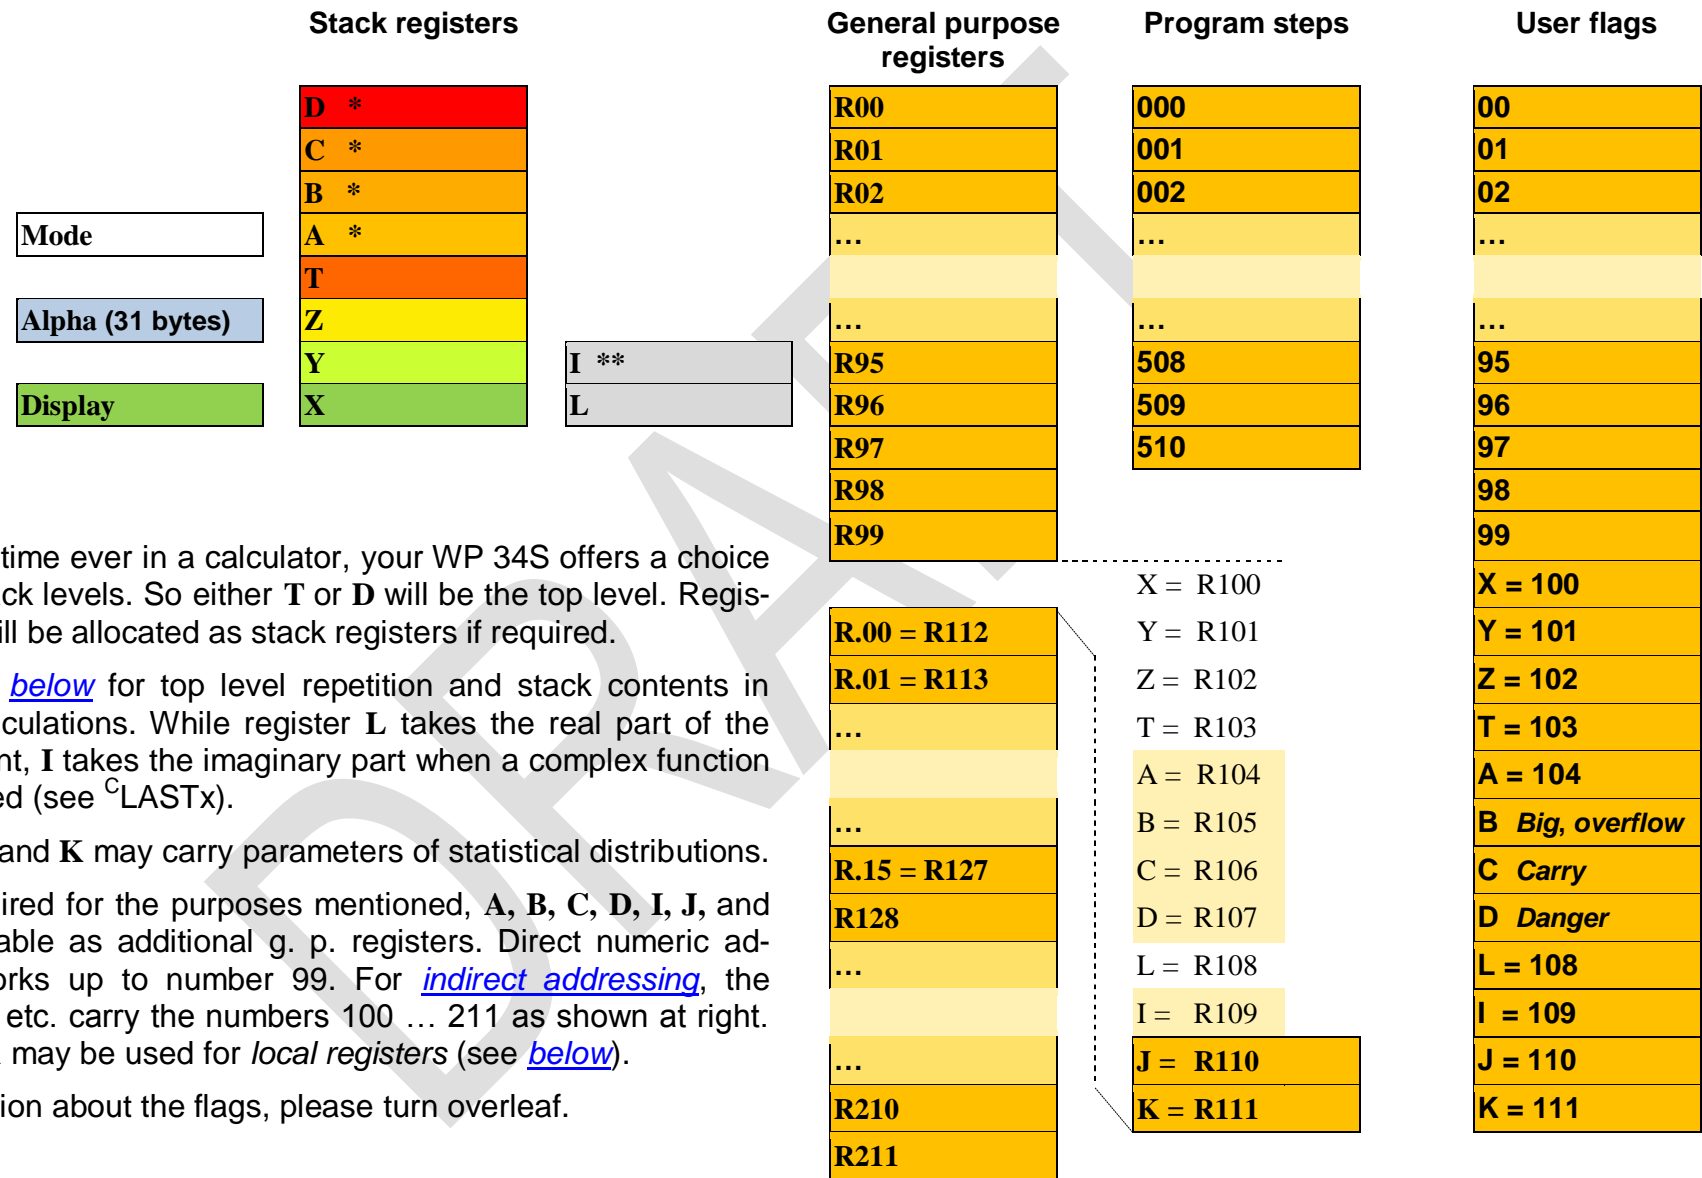 Stack registers
General purpose registers
Program steps
User flags
D *
C *
B *
A *
T
Z
Y
X
Mode
Alpha (31 bytes)
Display
I **
L
R00
R01
R02
…
…
R95
R96
R97
R98
R99
R.00 = R112
R.01 = R113
…
…
R.15 = R127
R128
…
…
R210
R211
000
001
002
…
…
508
509
510
X = R100
Y = R101
Z = R102
T = R103
A = R104
B = R105
C = R106
D = R107
L = R108
I = R109
J = R110
K = R111
00
01
02
…
…
95
96
97
98
99
X = 100
Y = 101
Z = 102
T = 103
A = 104
B Big, overflow
C Carry
D Danger
L = 108
I = 109
J = 110
K = 111
time ever in a calculator, your WP 34S offers a choice
ck levels. So either T or D will be the top level. Regis-
ill be allocated as stack registers if required.
below for top level repetition and stack contents in
culations. While register L takes the real part of the
nt, I takes the imaginary part when a complex function
ed (see CLASTx).
and K may carry parameters of statistical distributions.
ired for the purposes mentioned, A, B, C, D, I, J, and
able as additional g. p. registers. Direct numeric ad-
orks up to number 99. For indirect addressing, the
etc. carry the numbers 100 … 211 as shown at right.
may be used for local registers (see below).
tion about the flags, please turn overleaf.
DRAFT